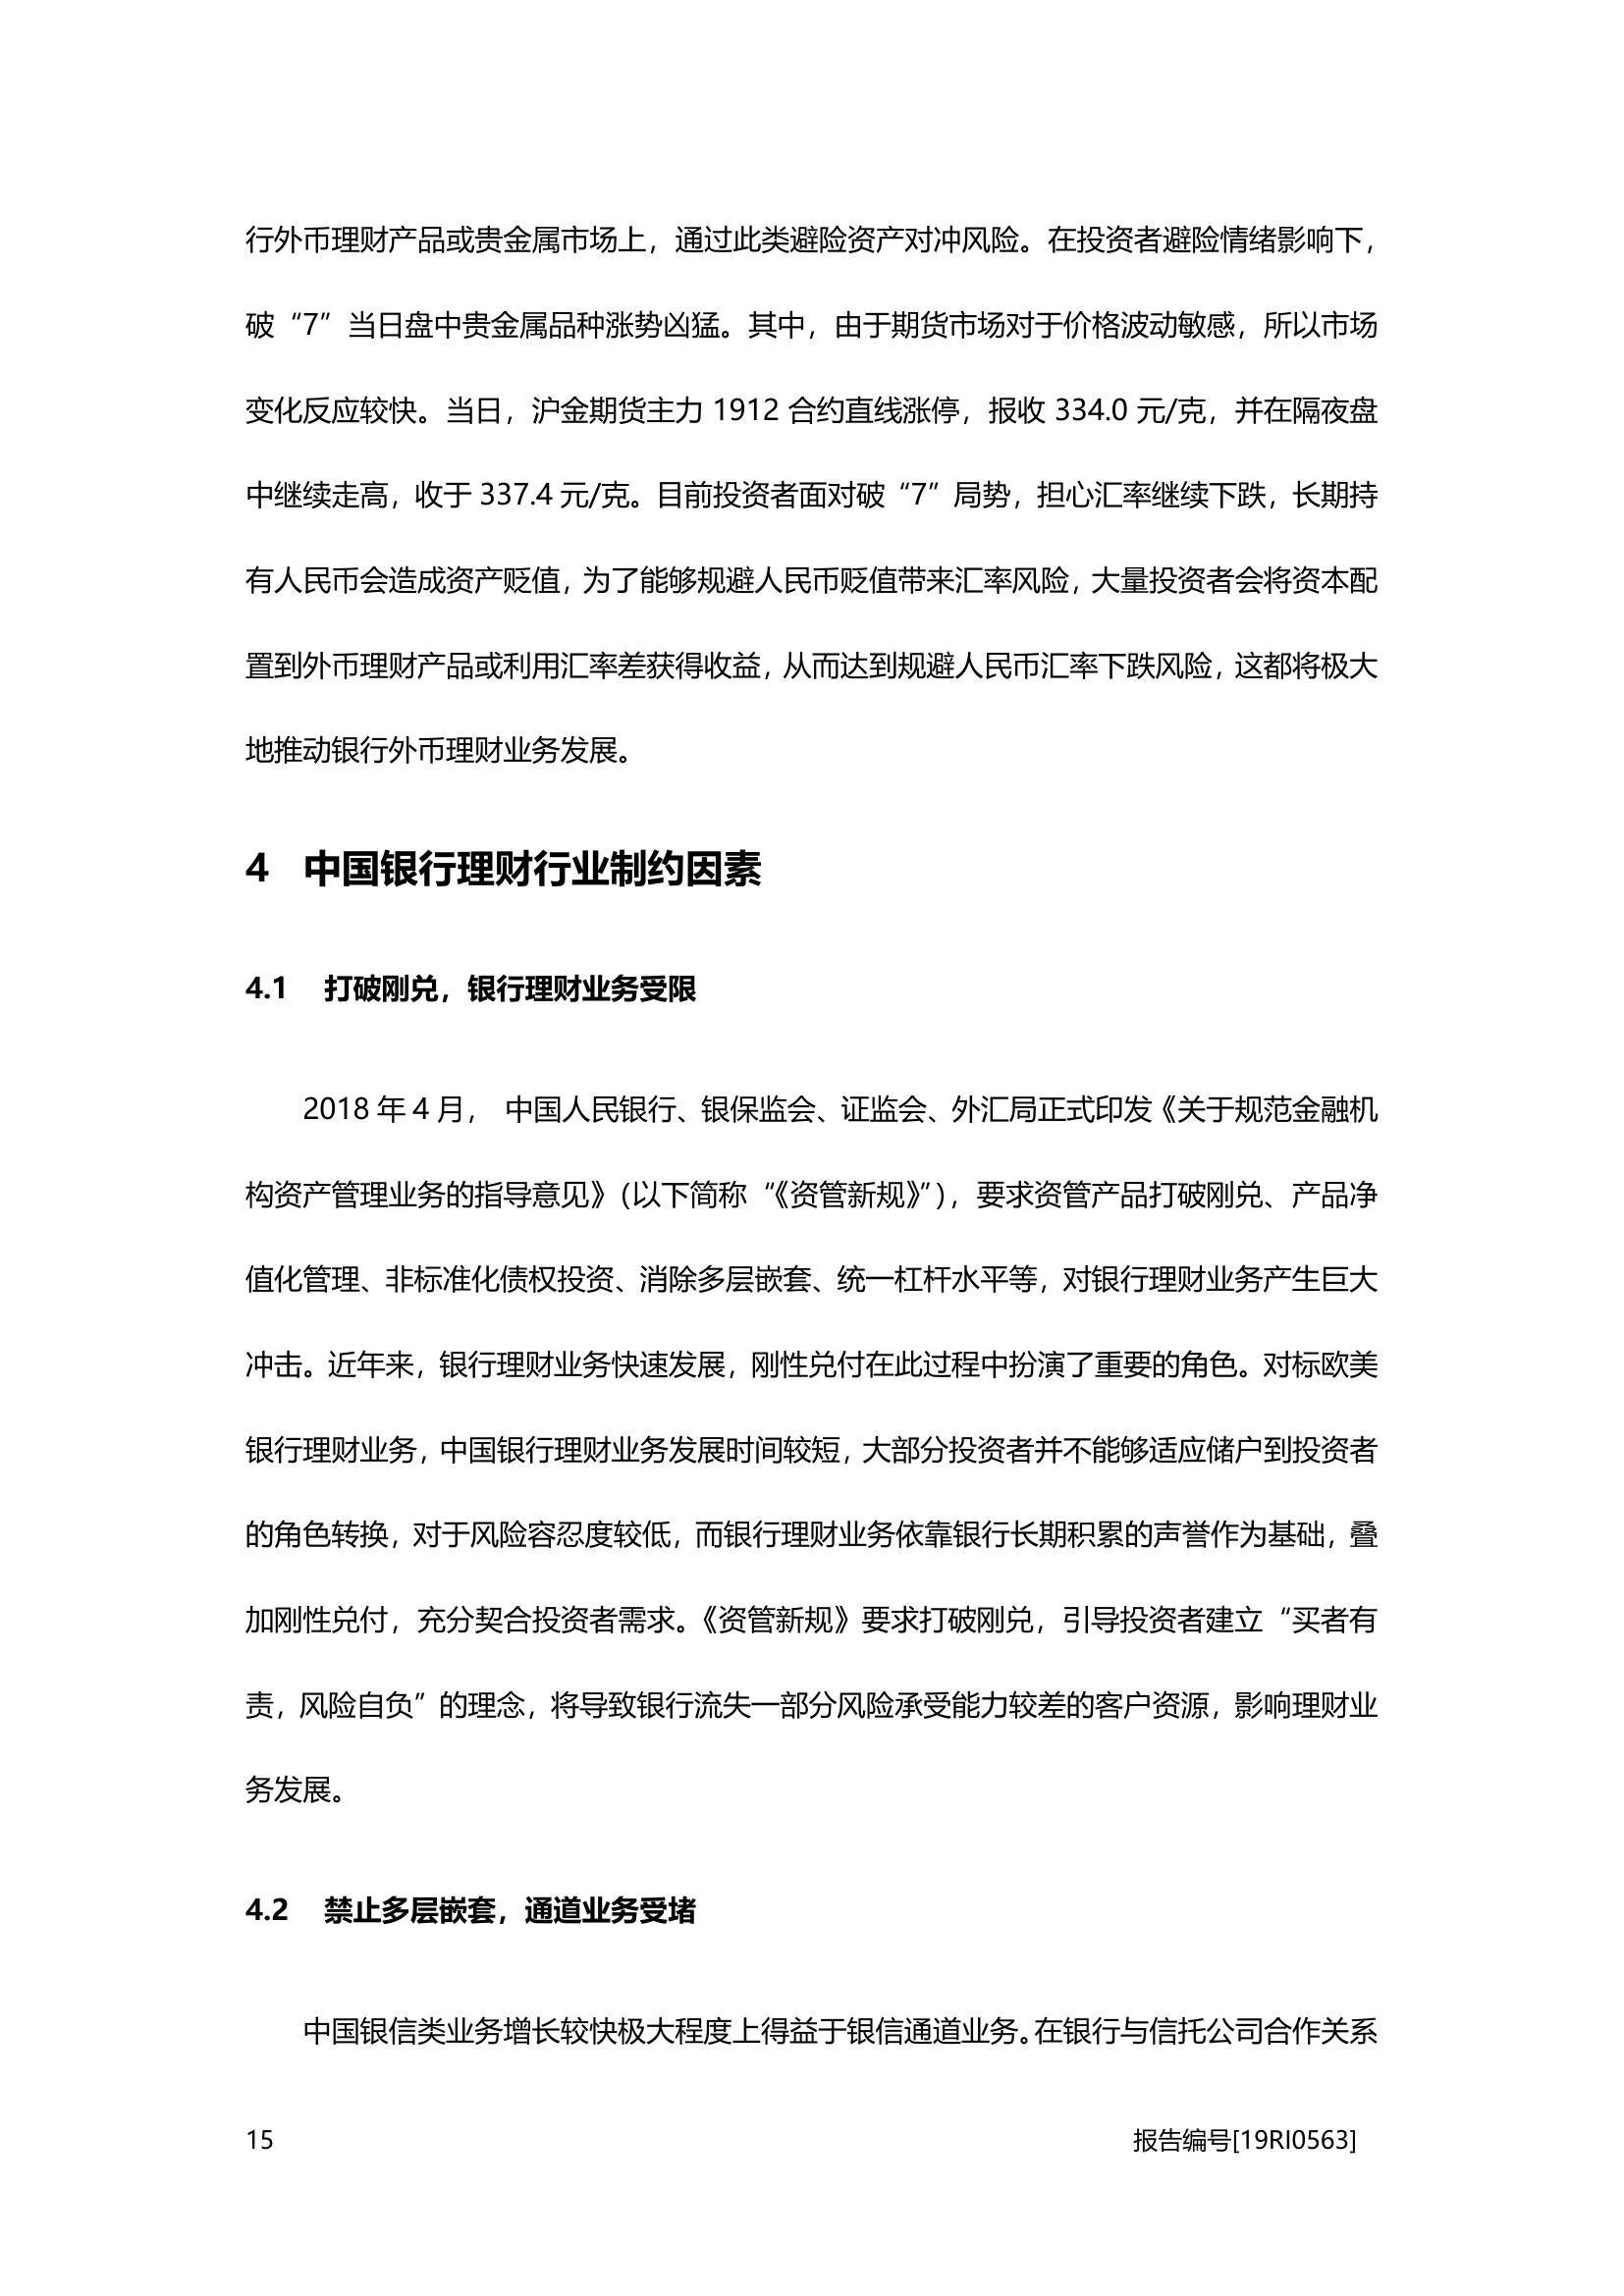 行外币理财产品或贵金属市场上，通过此类避险资产对冲风险。在投资者避险情绪影响下，
破“7”当日盘中贵金属品种涨势凶猛。其中，由于期货市场对于价格波动敏感，所以市场
变化反应较快。当日，沪金期货主力 1912 合约直线涨停，报收 334.0 元/克，并在隔夜盘
中继续走高，收于 337.4 元/克。目前投资者面对破“7”局势，担心汇率继续下跌，长期持
有人民币会造成资产贬值，为了能够规避人民币贬值带来汇率风险，大量投资者会将资本配
置到外币理财产品或利用汇率差获得收益，从而达到规避人民币汇率下跌风险，这都将极大
地推动银行外币理财业务发展。
4 中国银行理财行业制约因素
4.1 打破刚兑，银行理财业务受限
2018 年 4 月， 中国人民银行、银保监会、证监会、外汇局正式印发《关于规范金融机
构资产管理业务的指导意见》（以下简称“《资管新规》”），要求资管产品打破刚兑、产品净
值化管理、非标准化债权投资、消除多层嵌套、统一杠杆水平等，对银行理财业务产生巨大
冲击。近年来，银行理财业务快速发展，刚性兑付在此过程中扮演了重要的角色。对标欧美
银行理财业务，中国银行理财业务发展时间较短，大部分投资者并不能够适应储户到投资者
的角色转换，对于风险容忍度较低，而银行理财业务依靠银行长期积累的声誉作为基础，叠
加刚性兑付，充分契合投资者需求。《资管新规》要求打破刚兑，引导投资者建立“买者有
责，风险自负”的理念，将导致银行流失一部分风险承受能力较差的客户资源，影响理财业
务发展。
4.2 禁止多层嵌套，通道业务受堵
中国银信类业务增长较快极大程度上得益于银信通道业务。在银行与信托公司合作关系
15 报告编号[19RI0563]